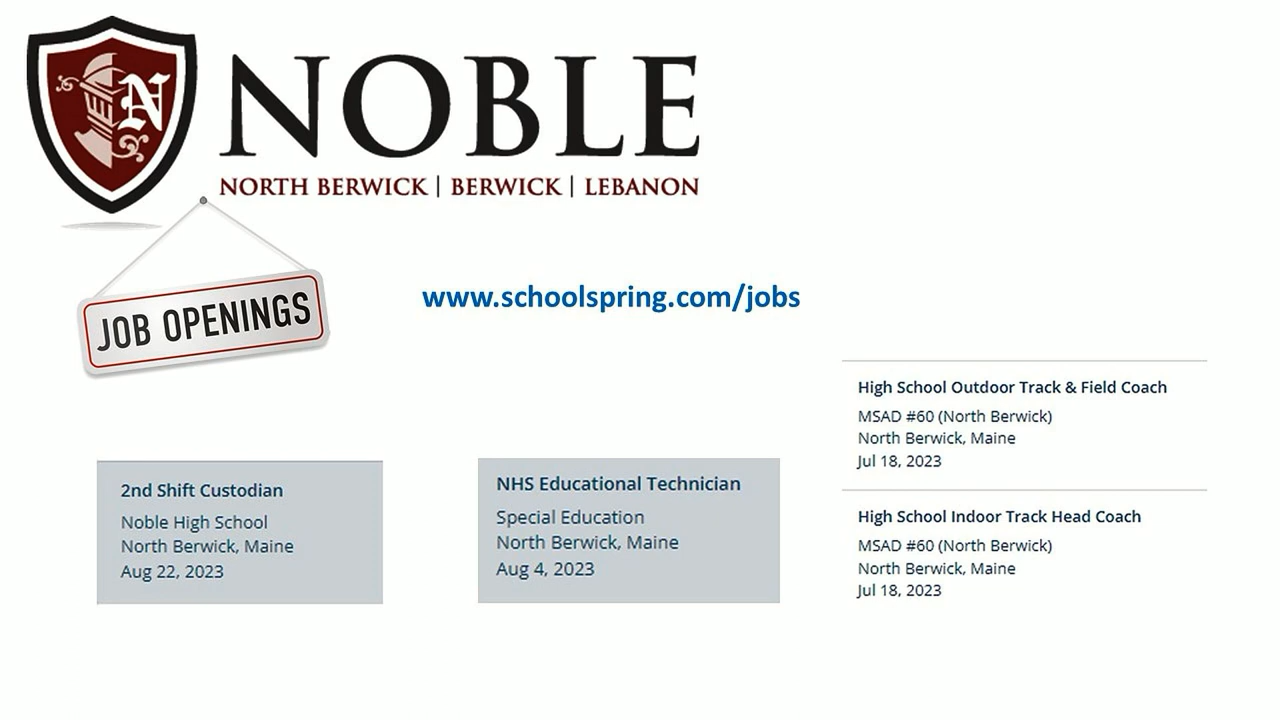 N
NOBLE
NORTH BERWICK | BERWICK | LEBANON
JOB OPENINGS
www.schoolspring.com/jobs
2nd Shift Custodian
Noble High School
North Berwick, Maine
Aug 22, 2023
NHS Educational Technician
Special Education
North Berwick, Maine
Aug 4, 2023
High School Outdoor Track & Field Coach
MSAD #60 (North Berwick)
North Berwick, Maine
Jul 18, 2023
High School Indoor Track Head Coach
MSAD #60 (North Berwick)
North Berwick, Maine
Jul 18, 2023